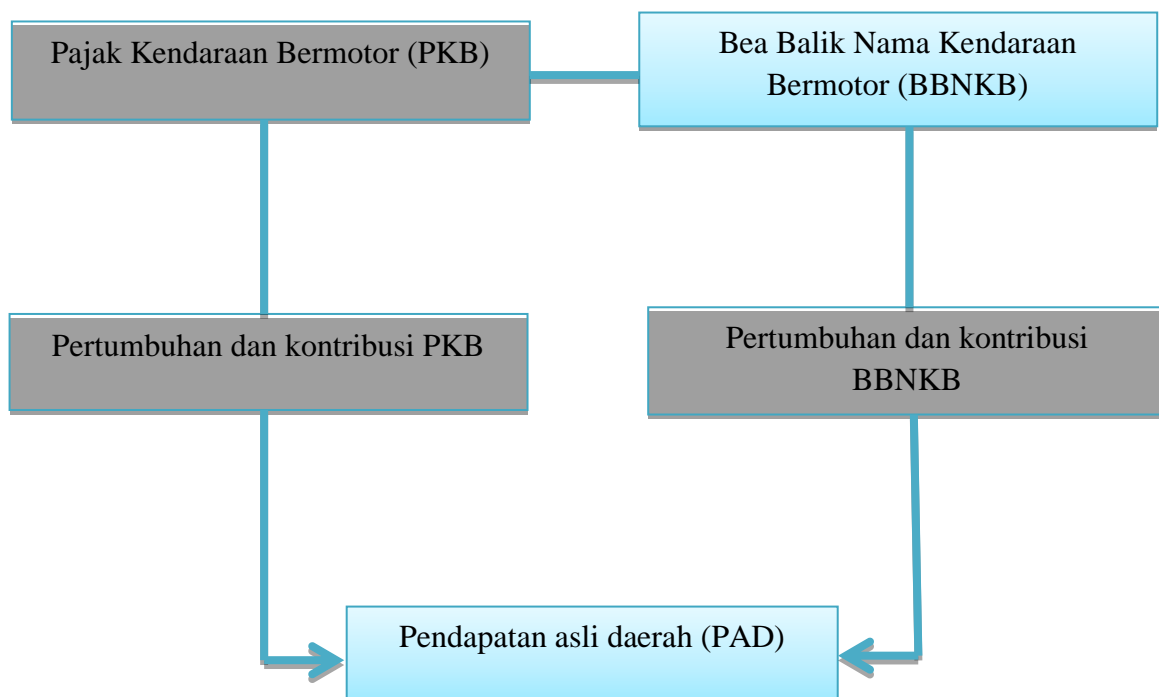 Pajak Kendaraan Bermotor (PKB)
Bea Balik Nama Kendaraan
Bermotor (BBNKB)
Pertumbuhan dan kontribusi PKB
Pertumbuhan dan kontribusi
BBNKB
Pendapatan asli daerah (PAD)